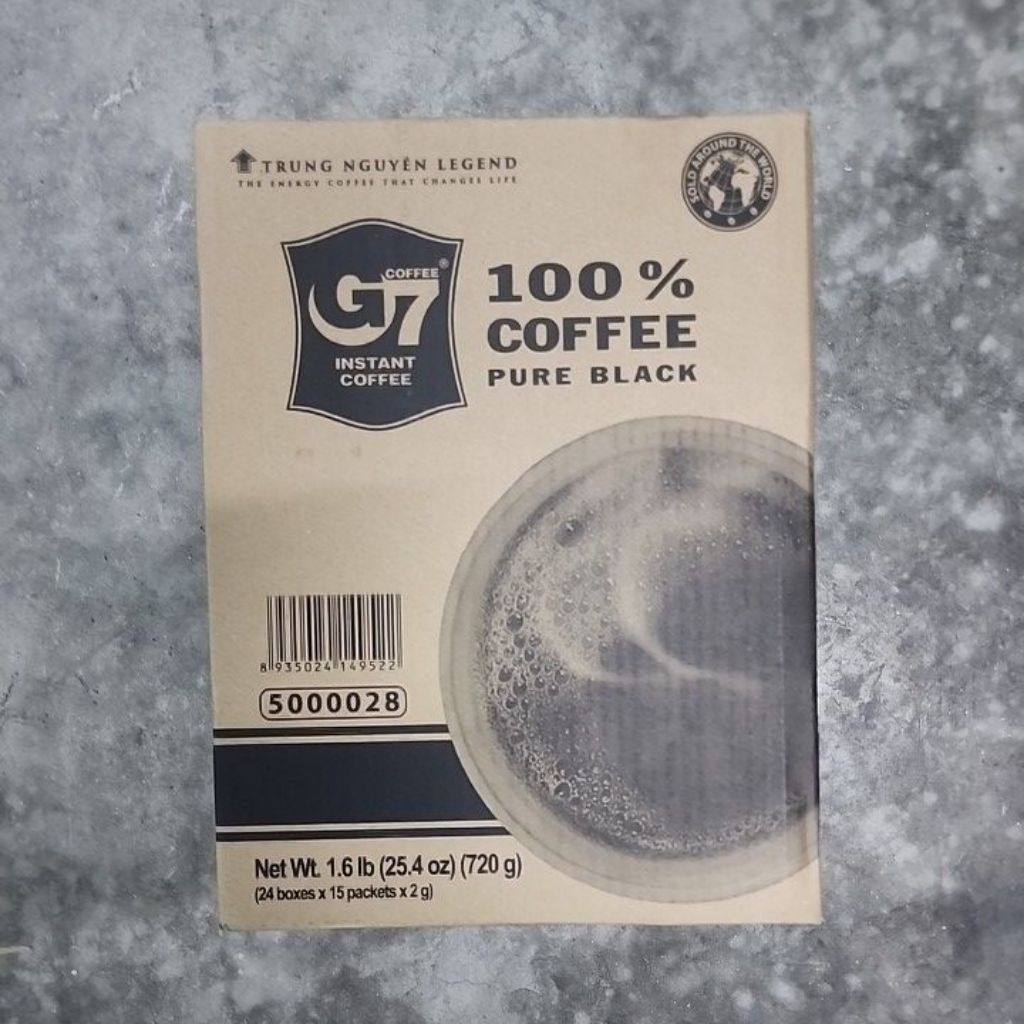 TRUNG NGUYÊN LEGEND
THE ENERGY COFFEE THAT CHANGES LIFE
SOLD AROUND THE WORLD
G7 COFFEE®
INSTANT
COFFEE
100 %
COFFEE
PURE BLACK
8 935024 149522
5000028
Net Wt. 1.6 lb (25.4 oz) (720 g)
(24 boxes x 15 packets x 2 g)